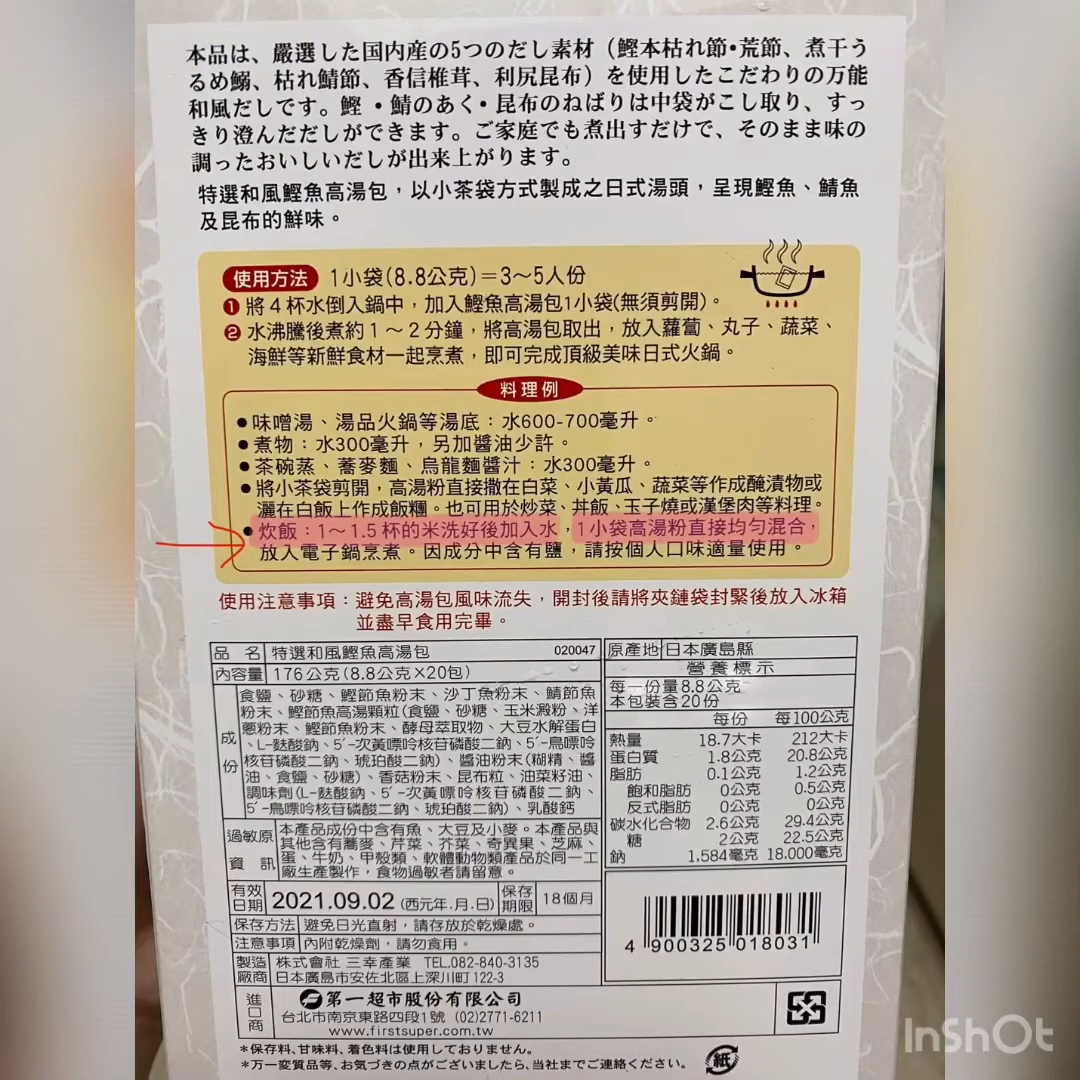 本品は、嚴選した国内産の5つのだし素材（鰹本枯れ節•荒節、煮干う
るめ鰯、枯れ鯖節、香信椎茸、利尻昆布）を使用したこだわりの万能
和風だしです。鰹 •鯖のあく•昆布のねばりは中袋がこし取り、すっ
きり澄んだだしができます。ご家庭でも煮出すだけで、そのまま味の
調ったおいしいだしが出来上がります。
特選和風鰹魚高湯包，以小茶袋方式製成之日式湯頭，呈現鰹魚、鯖魚
及昆布的鮮味。
使用方法 1小袋(8.8公克)＝3～5人份
❶ 將4杯水倒入鍋中，加入鰹魚高湯包1小袋(無須剪開)。
❷ 水沸騰後煮約1～2分鐘，將高湯包取出，放入蘿蔔、丸子、蔬菜、
海鮮等新鮮食材一起烹煮，即可完成頂級美味日式火鍋。
料理例
●味噌湯、湯品火鍋等湯底：水600-700毫升。
●煮物：水300毫升，另加醬油少許。
●茶碗蒸、蕎麥麵、烏龍麵醬汁：水300毫升。
●將小茶袋剪開，高湯粉直接撒在白菜、小黃瓜、蔬菜等作成醃漬物或
灑在白飯上作成飯糰。也可用於炒菜、丼飯、玉子燒或漢堡肉等料理。
●炊飯：1～1.5杯的米洗好後加入水，1小袋高湯粉直接均勻混合，
放入電子鍋烹煮。因成分中含有鹽，請按個人口味適量使用。
使用注意事項：避免高湯包風味流失，開封後請將夾鏈袋封緊後放入冰箱
並盡早食用完畢。
品名 特選和風鰹魚高湯包 020047
內容量 176公克(8.8公克×20包)
成份 食鹽、砂糖、鰹節魚粉末、沙丁魚粉末、鯖節魚
粉末、鰹節魚高湯顆粒(食鹽、砂糖、玉米澱粉、洋
蔥粉末、鰹節魚粉末、酵母萃取物、大豆水解蛋白
、L-麩酸鈉、5´-次黃嘌呤核苷磷酸二鈉、5´-鳥嘌呤
核苷磷酸二鈉、琥珀酸二鈉)、醬油粉末(糊精、醬
油、食鹽、砂糖)、香菇粉末、昆布粒、油菜籽油、
調味劑(L-麩酸鈉、5´-次黃嘌呤核苷磷酸二鈉、
5´-鳥嘌呤核苷磷酸二鈉、琥珀酸二鈉)、乳酸鈣
過敏原資訊 本產品成份中含有魚、大豆及小麥。本產品與
其他含有蕎麥、芹菜、芥菜、奇異果、芝麻、
蛋、牛奶、甲殼類、軟體動物類產品於同一工
廠生產製作，食物過敏者請留意。
有效日期 2021.09.02 (西元年.月.日) 保存期限 18個月
保存方法 避免日光直射，請存放於乾燥處。
注意事項 內附乾燥劑，請勿食用。
製造廠商 株式會社 三幸產業 TEL.082-840-3135
日本廣島市安佐北區上深川町122-3
進口商 第一超市股份有限公司
台北市南京東路四段1號 (02)2771-6211
www.firstsuper.com.tw
原產地 日本廣島縣
營養標示
每一份量8.8公克
本包裝含20份
每份 每100公克
熱量 18.7大卡 212大卡
蛋白質 1.8公克 20.8公克
脂肪 0.1公克 1.2公克
飽和脂肪 0公克 0.5公克
反式脂肪 0公克 0公克
碳水化合物 2.6公克 29.4公克
糖 2公克 22.5公克
鈉 1,584毫克 18,000毫克
4 900325 018031
*保存料、甘味料、着色料は使用しておりません。
*万一変質品等、お気づきの点がございましたら、当社までご連絡ください。
紙
InShOt